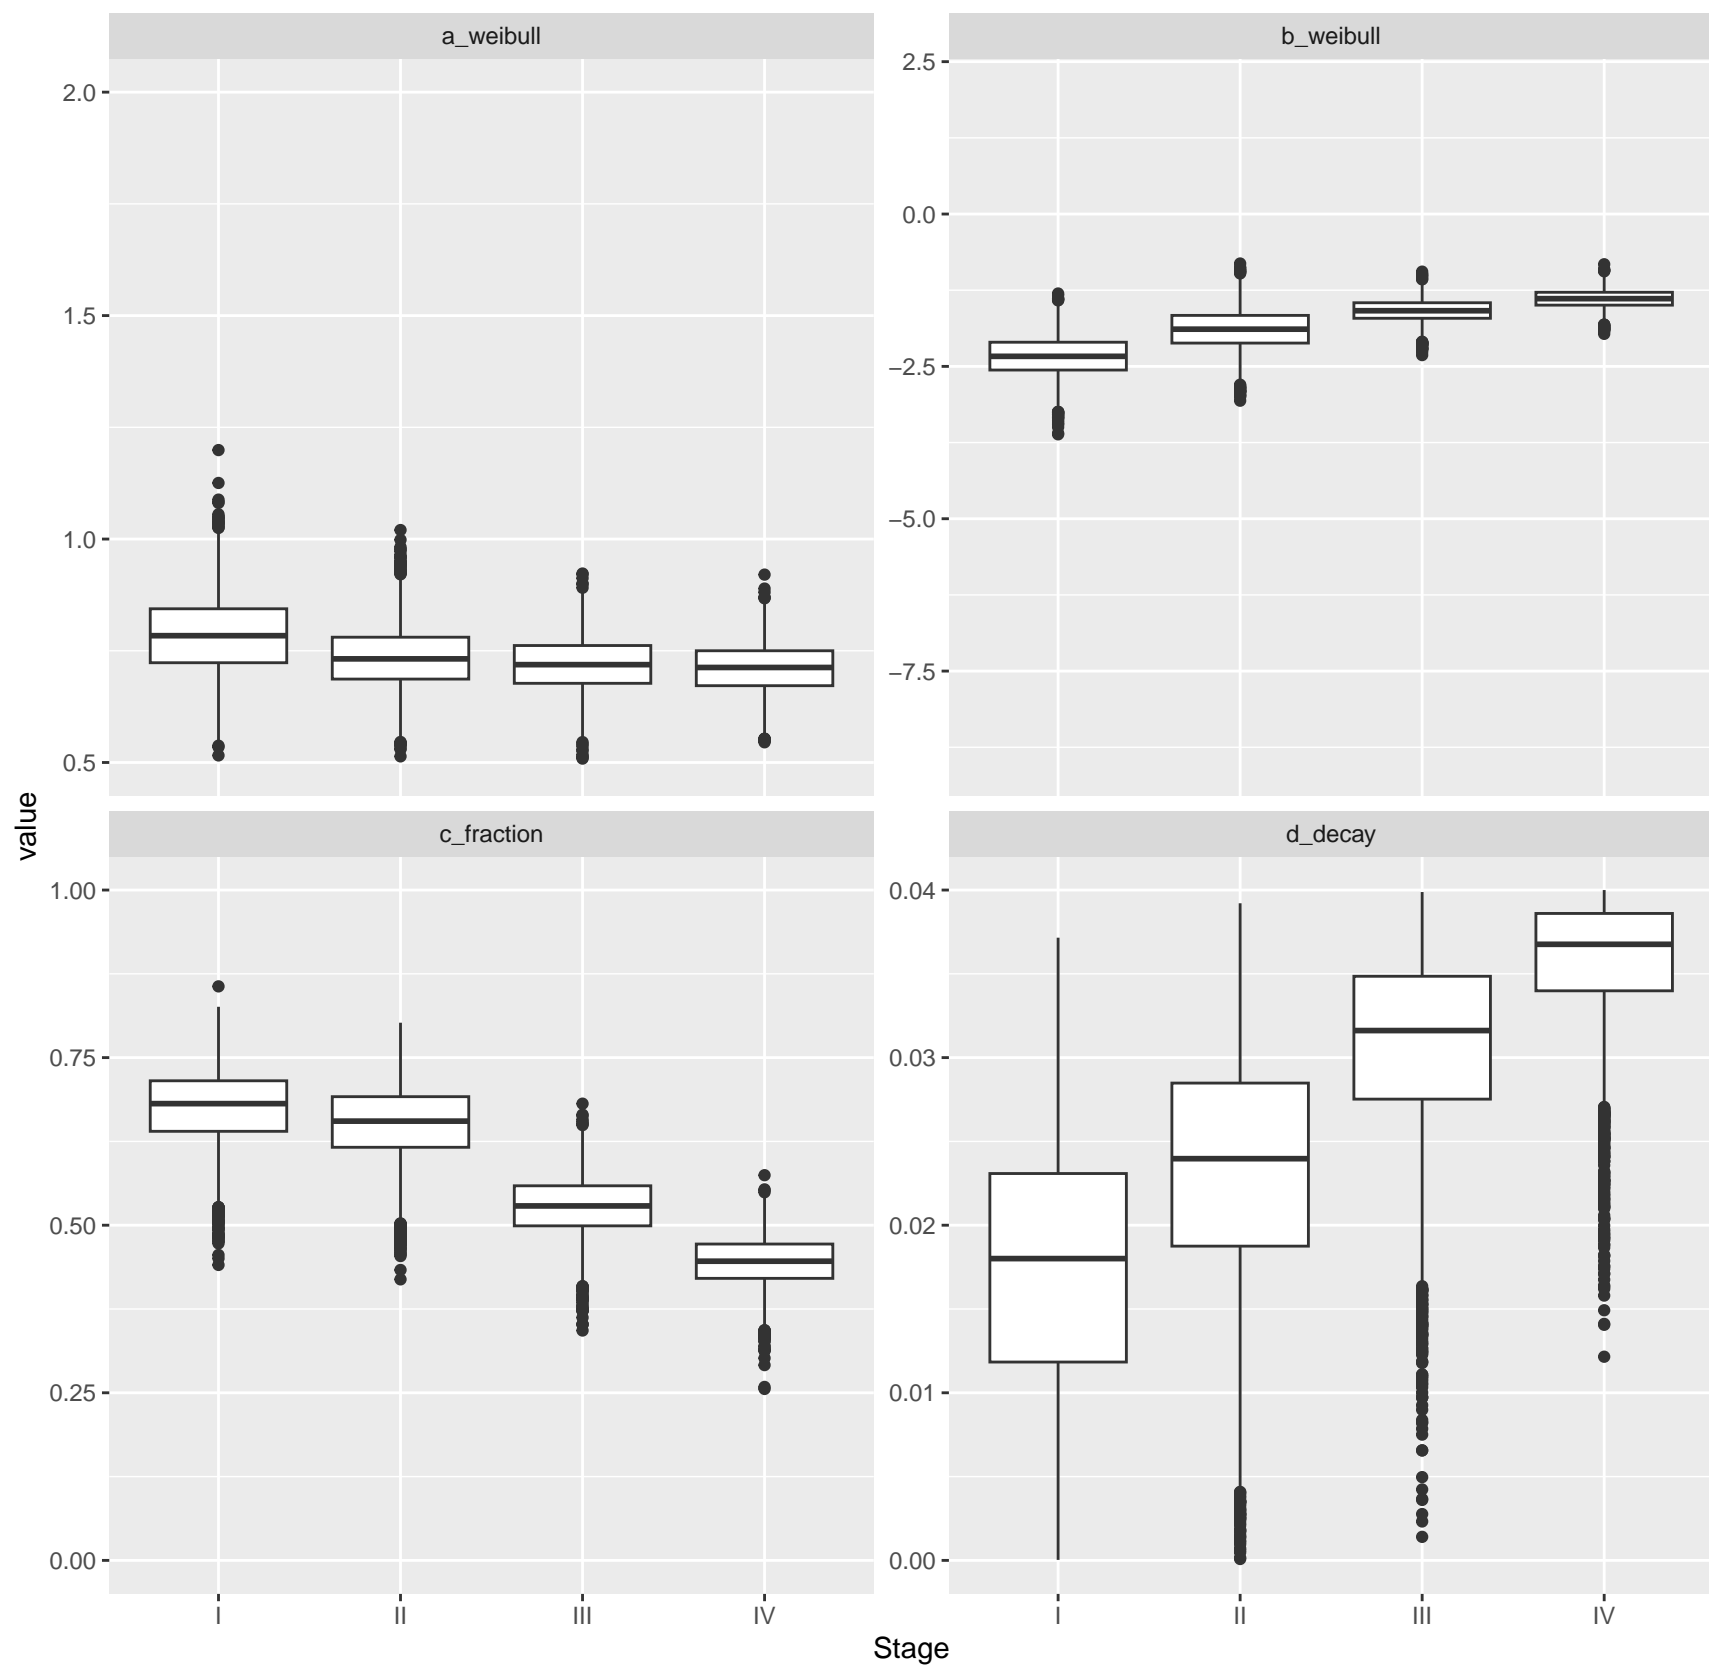 a_weibull
b_weibull
2.0
1.5
1.0
0.5
2.5
0.0
−2.5
−5.0
−7.5
value
c_fraction
d_decay
1.00
0.75
0.50
0.25
0.00
0.04
0.03
0.02
0.01
0.00
I II III IV
I II III IV
Stage